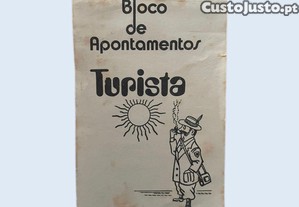 CustoJusto.pt
Bloco
de
Apontamentos
Turista